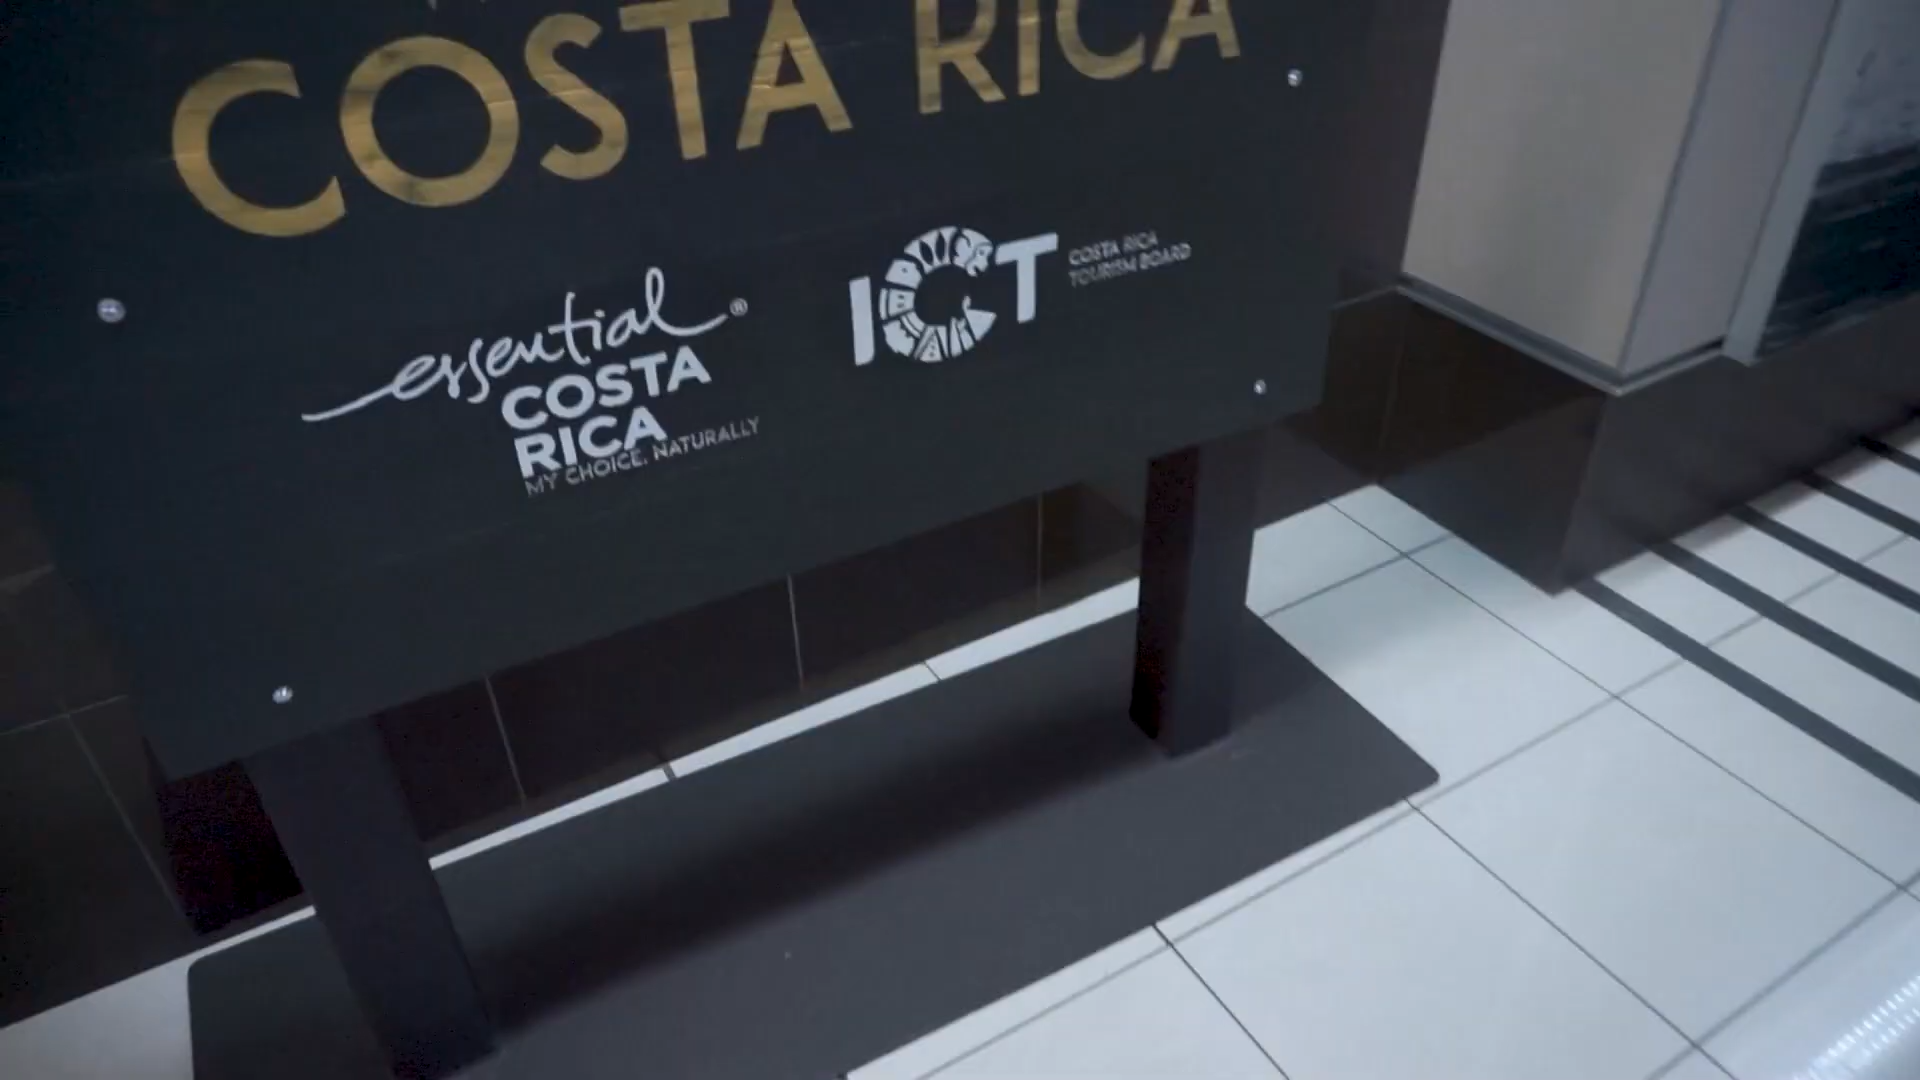 COSTA RICA
essential®
COSTA
RICA
MY CHOICE, NATURALLY
ICT
COSTA RICA
TOURISM BOARD